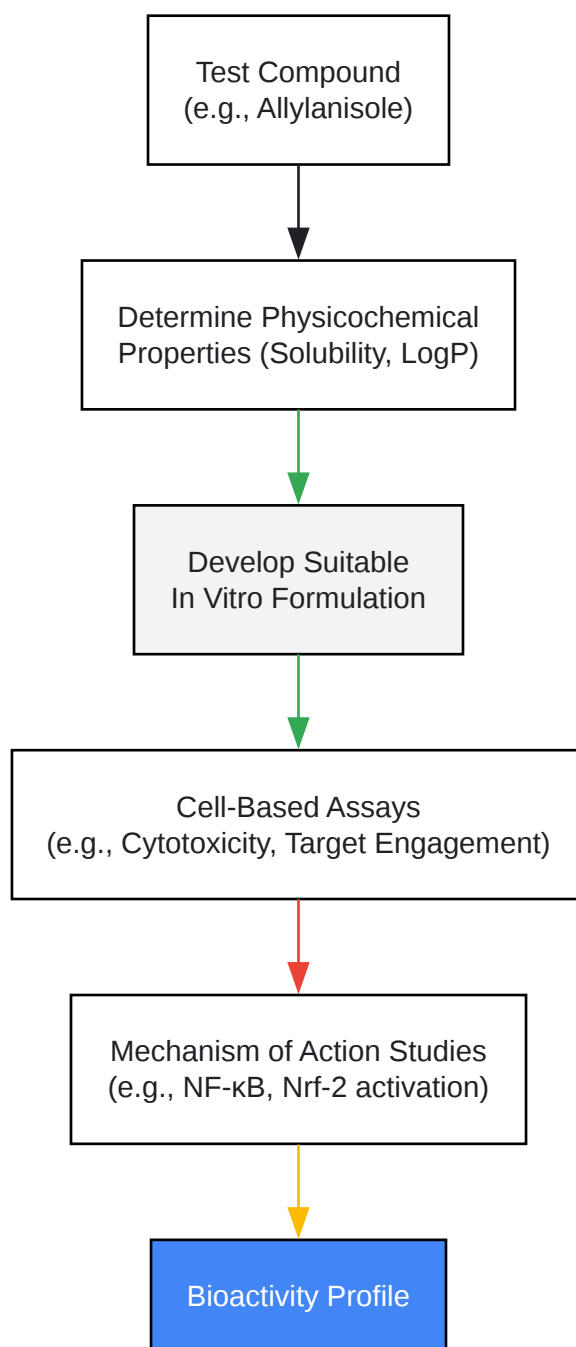 Test Compound
(e.g., Allylanisole)
Determine Physicochemical
Properties (Solubility, LogP)
Develop Suitable
In Vitro Formulation
Cell-Based Assays
(e.g., Cytotoxicity, Target Engagement)
Mechanism of Action Studies
(e.g., NF-κB, Nrf-2 activation)
Bioactivity Profile